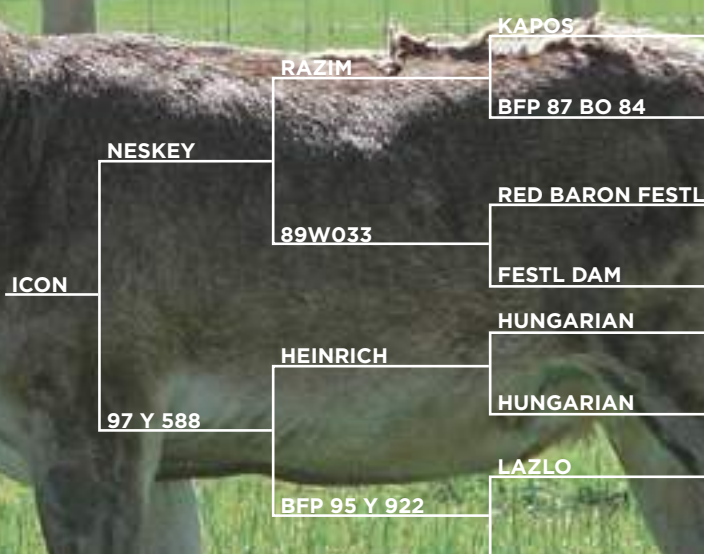 KAPOS
RAZIM
BFP 87 BO 84
NESKEY
RED BARON FESTL
89W033
FESTL DAM
ICON
HUNGARIAN
HEINRICH
HUNGARIAN
97 Y 588
LAZLO
BFP 95 Y 922